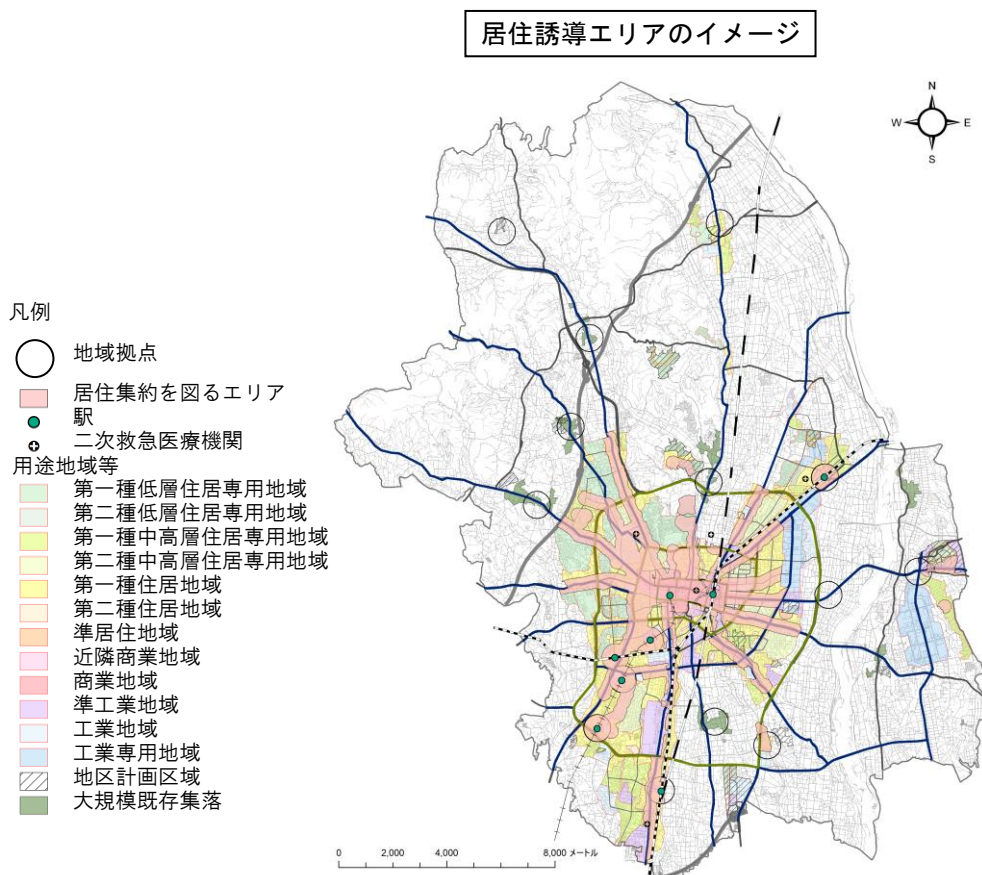 居住誘導エリアのイメージ
N
W
E
S
凡例
地域拠点
居住集約を図るエリア
駅
二次救急医療機関
用途地域等
第一種低層住居専用地域
第二種低層住居専用地域
第一種中高層住居専用地域
第二種中高層住居専用地域
第一種住居地域
第二種住居地域
準居住地域
近隣商業地域
商業地域
準工業地域
工業地域
工業専用地域
地区計画区域
大規模既存集落
0 2,000 4,000 8,000 メートル